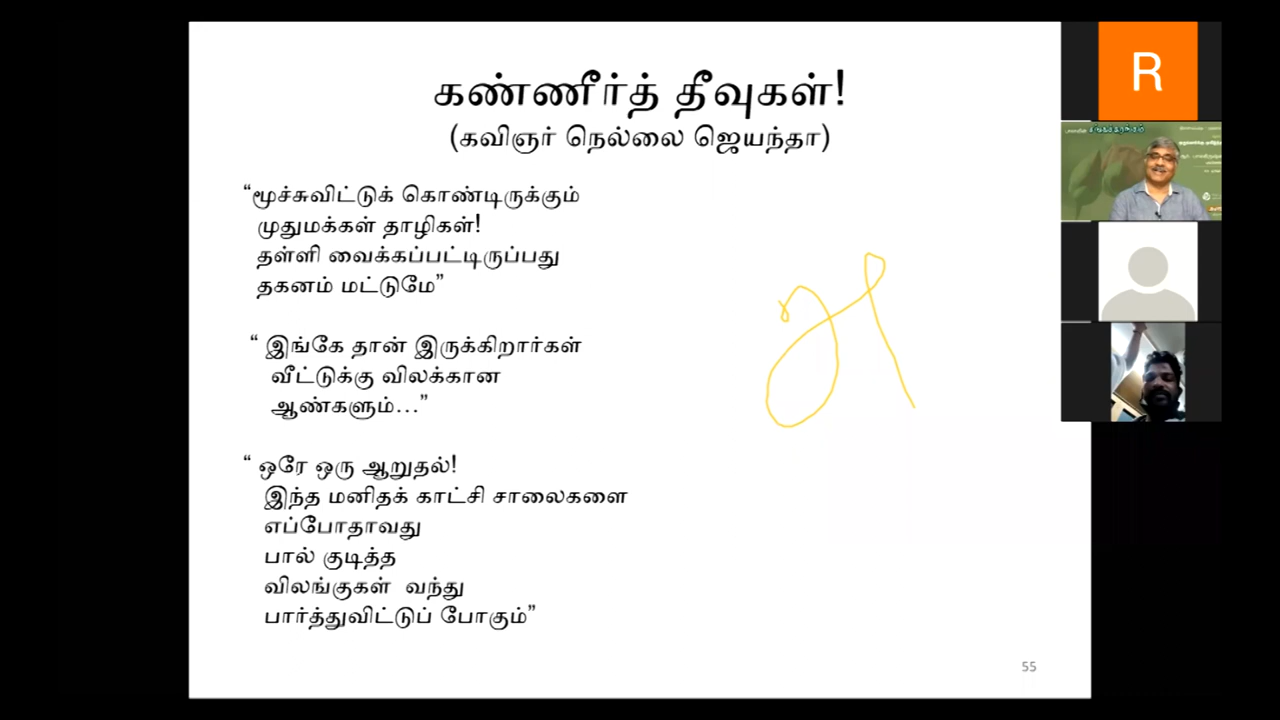 கண்ணீர்த் தீவுகள்!
(கவிஞர் நெல்லை ஜெயந்தா)
“மூச்சுவிட்டுக் கொண்டிருக்கும்
முதுமக்கள் தாழிகள்!
தள்ளி வைக்கப்பட்டிருப்பது
தகனம் மட்டுமே”
“ இங்கே தான் இருக்கிறார்கள்
வீட்டுக்கு விலக்கான
ஆண்களும்...”
“ ஒரே ஒரு ஆறுதல்!
இந்த மனிதக் காட்சி சாலைகளை
எப்போதாவது
பால் குடித்த
விலங்குகள் வந்து
பார்த்துவிட்டுப் போகும்”
55
R